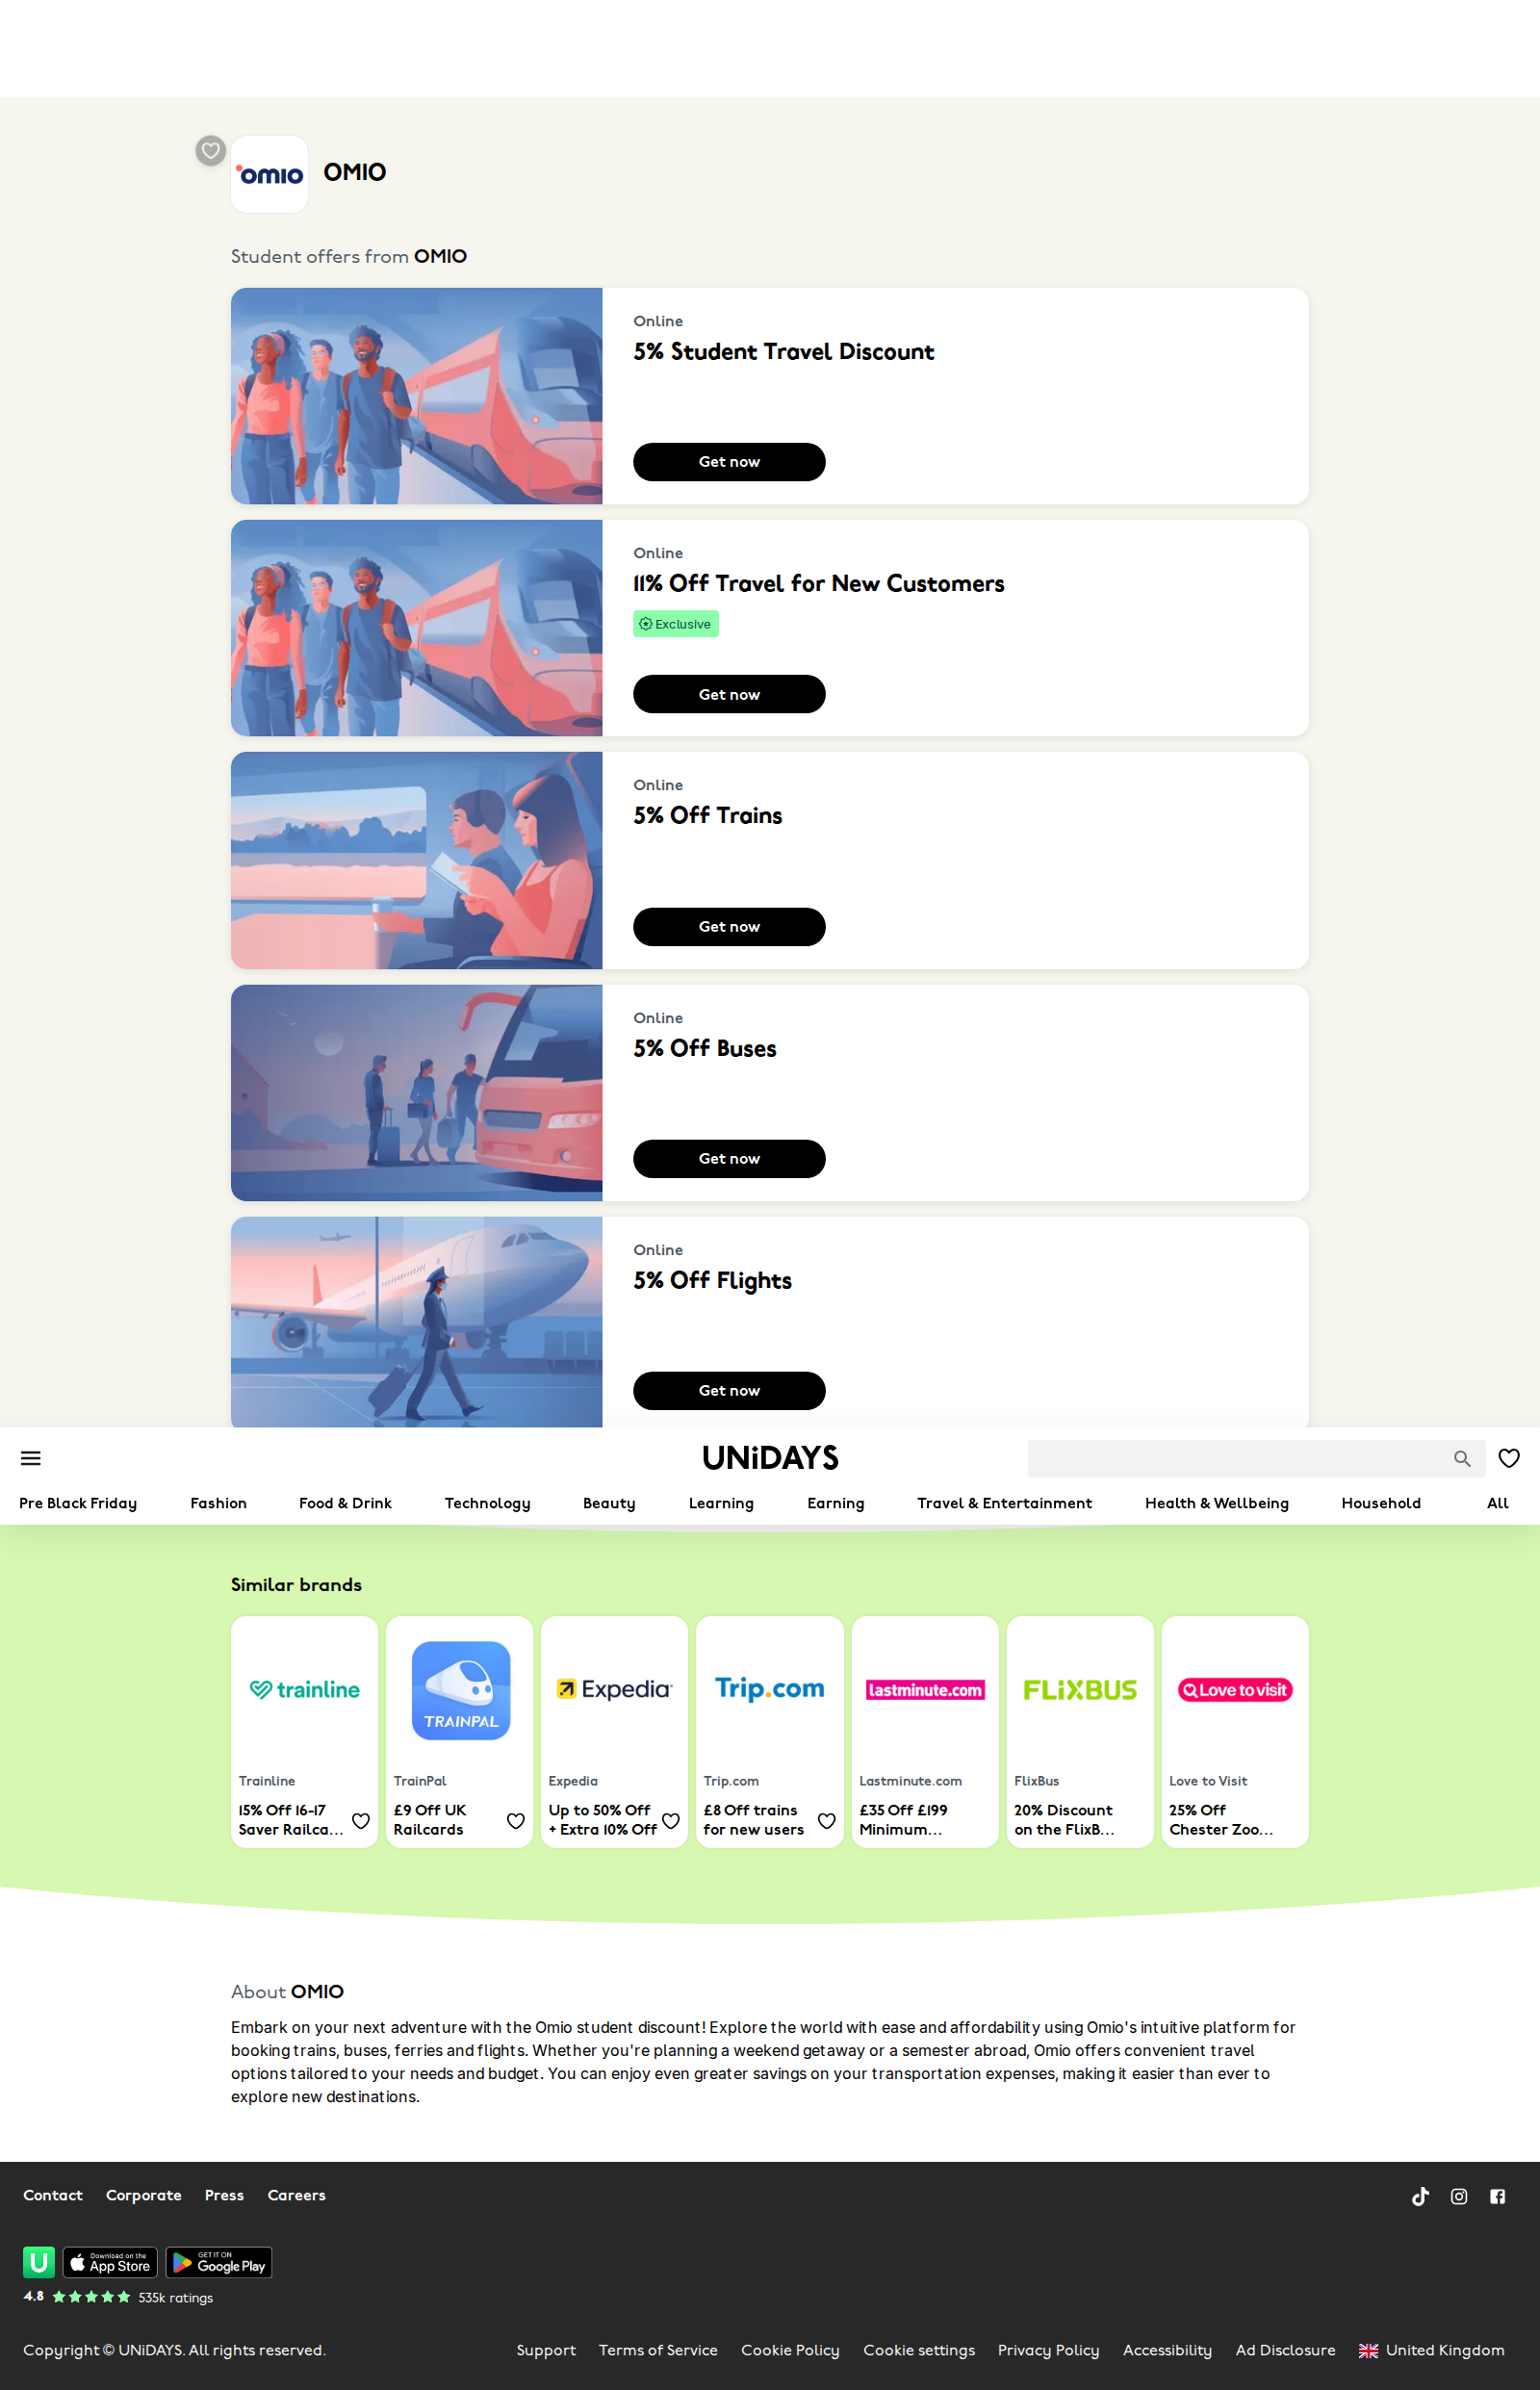 omio
OMIO
Student offers from OMIO
Online
5% Student Travel Discount
Get now
Online
11% Off Travel for New Customers
Exclusive
Get now
Online
5% Off Trains
Get now
Online
5% Off Buses
Get now
Online
5% Off Flights
Get now
UNiDAYS
Pre Black Friday Fashion Food & Drink Technology Beauty Learning Earning Travel & Entertainment Health & Wellbeing Household All
Similar brands
trainline
TRAINPAL
Expedia
Trip.com
lastminute.com
FLiXBUS
Love to visit
Trainline
15% Off 16-17
Saver Railca...
TrainPal
£9 Off UK
Railcards
Expedia
Up to 50% Off
+ Extra 10% Off
Trip.com
£8 Off trains
for new users
Lastminute.com
£35 Off £199
Minimum...
FlixBus
20% Discount
on the FlixB...
Love to Visit
25% Off
Chester Zoo...
About OMIO
Embark on your next adventure with the Omio student discount! Explore the world with ease and affordability using Omio's intuitive platform for
booking trains, buses, ferries and flights. Whether you're planning a weekend getaway or a semester abroad, Omio offers convenient travel
options tailored to your needs and budget. You can enjoy even greater savings on your transportation expenses, making it easier than ever to
explore new destinations.
Contact Corporate Press Careers
U
Download on the
App Store
GET IT ON
Google Play
4.8 535k ratings
Copyright © UNiDAYS. All rights reserved.
Support Terms of Service Cookie Policy Cookie settings Privacy Policy Accessibility Ad Disclosure United Kingdom